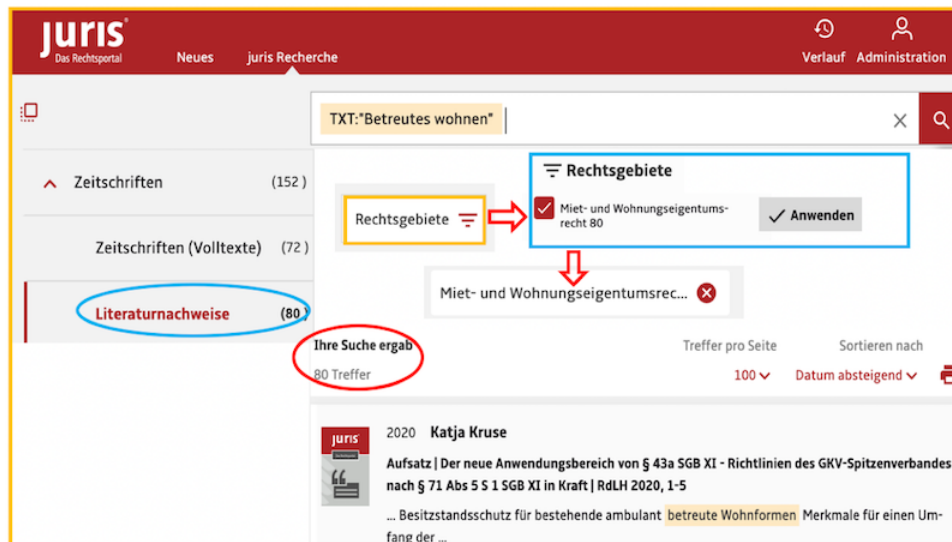 juris®
Das Rechtsportal
Neues
juris Recherche
Verlauf
Administration
TXT:"Betreutes wohnen"
Zeitschriften (152)
Zeitschriften (Volltexte) (72)
Literaturnachweise (80)
Rechtsgebiete
Rechtsgebiete
Miet- und Wohnungseigentums-
recht 80
Anwenden
Miet- und Wohnungseigentumsrec...
Ihre Suche ergab
80 Treffer
Treffer pro Seite
100
Sortieren nach
Datum absteigend
juris
2020 Katja Kruse
Aufsatz | Der neue Anwendungsbereich von § 43a SGB XI - Richtlinien des GKV-Spitzenverbandes
nach § 71 Abs 5 S 1 SGB XI in Kraft | RdLH 2020, 1-5
... Besitzstandsschutz für bestehende ambulant betreute Wohnformen Merkmale für einen Um-
fang der ...